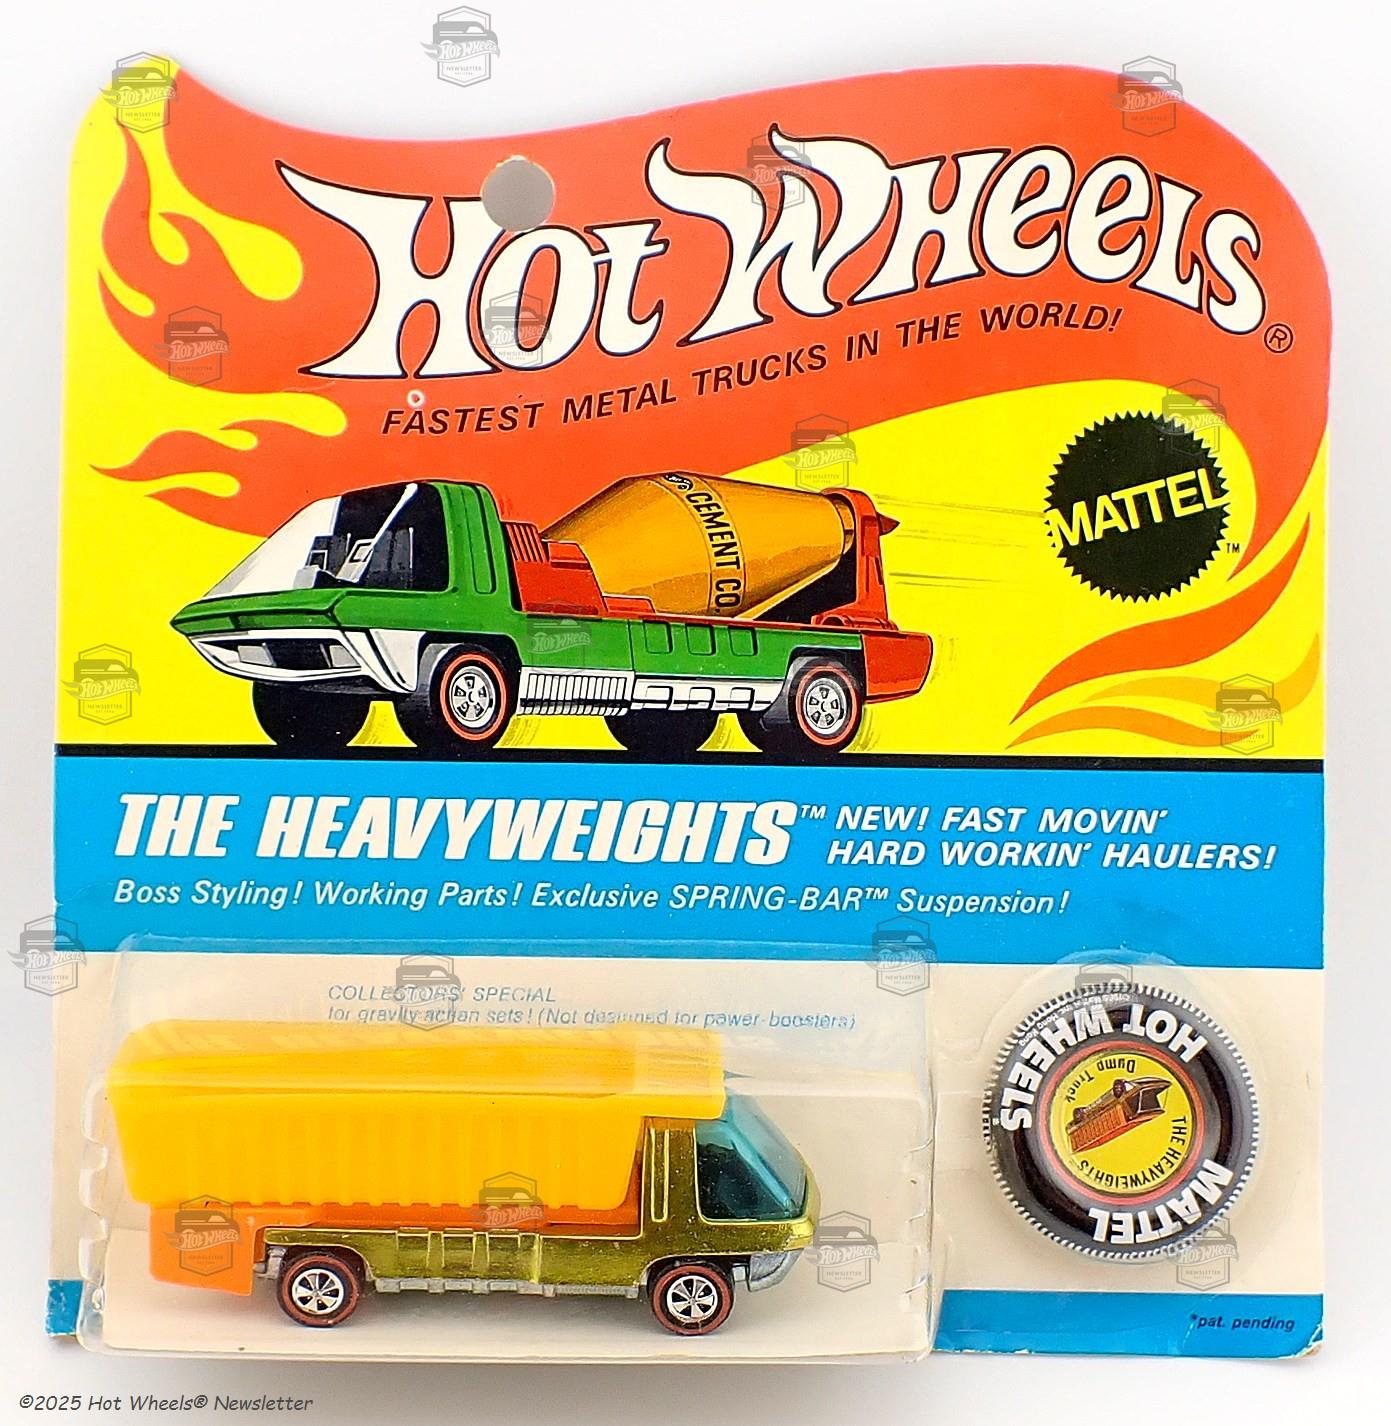 HOT WHEELS®
FASTEST METAL TRUCKS IN THE WORLD!
MATTEL™
CEMENT CO.
THE HEAVYWEIGHTS™ NEW! FAST MOVIN'
HARD WORKIN' HAULERS!
Boss Styling! Working Parts! Exclusive SPRING-BAR™ Suspension!
COLLECTORS' SPECIAL
for gravity action sets! (Not designed for power-boosters)
HOT WHEELS
Dump Truck
THE HEAVYWEIGHTS
MATTEL
*pat. pending
©2025 Hot Wheels® Newsletter